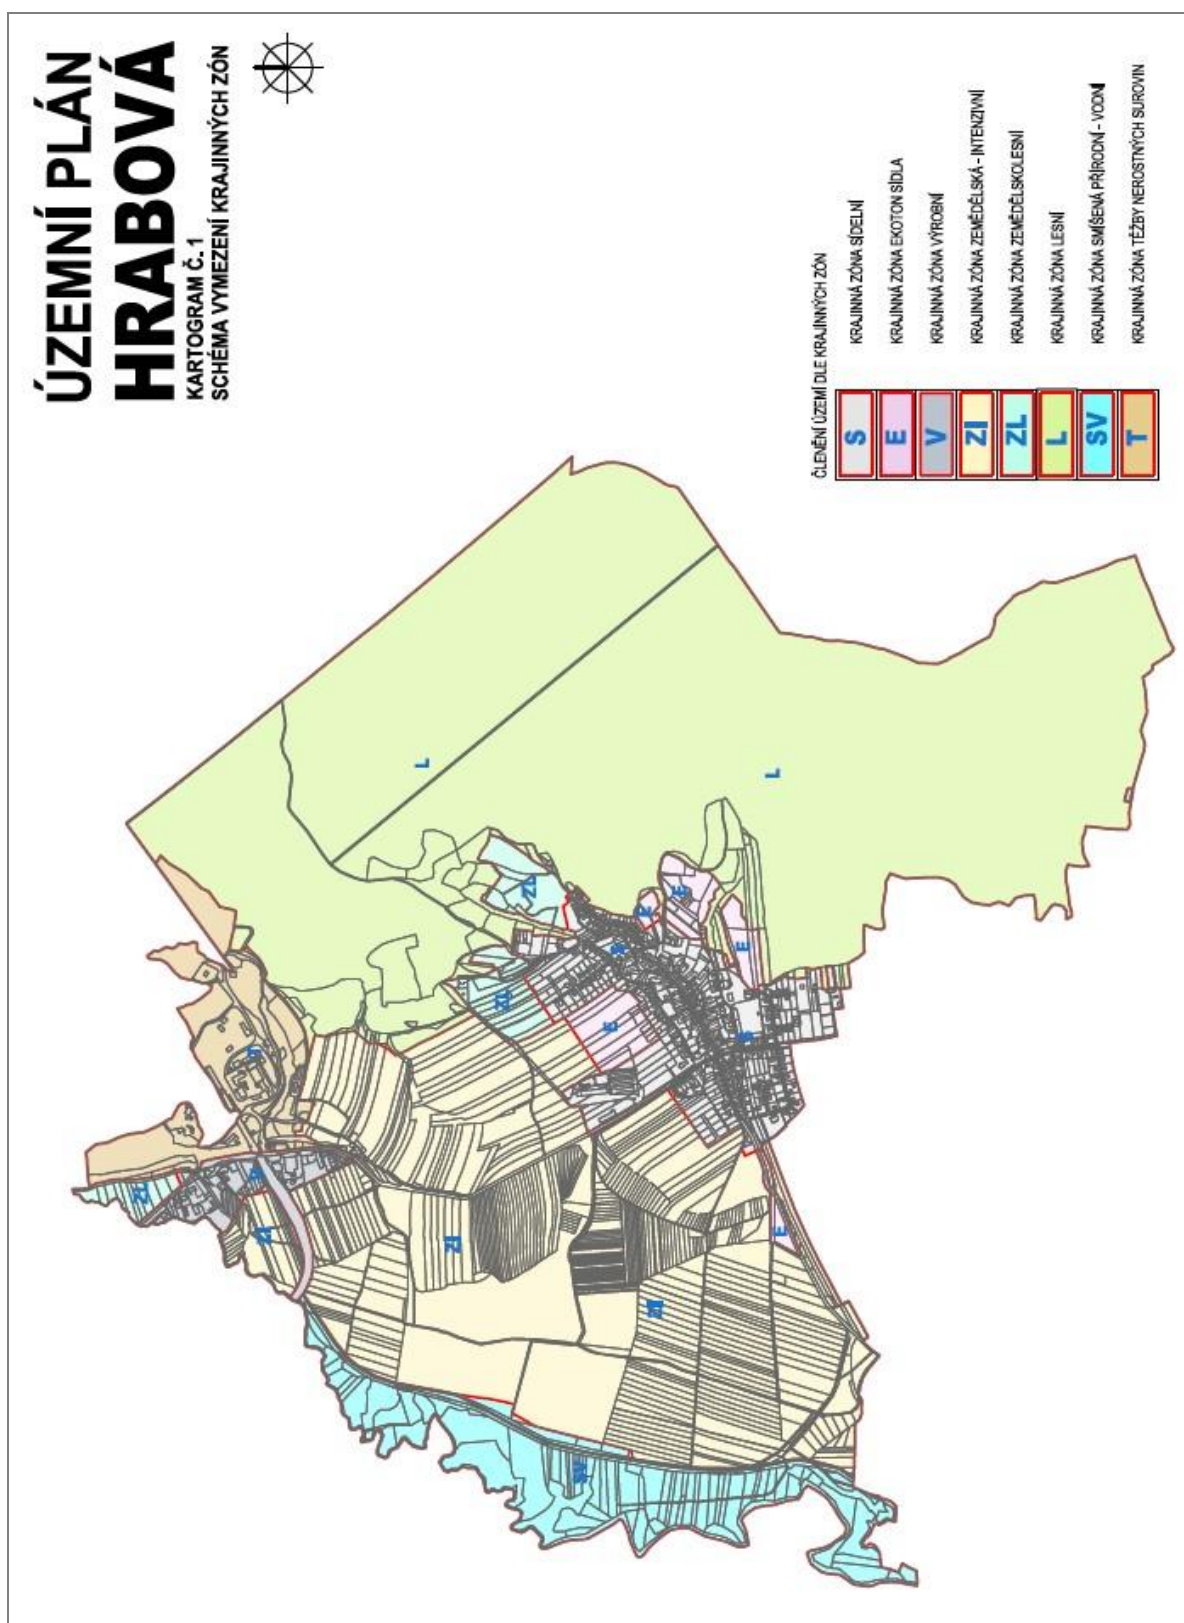 ÚZEMNÍ PLÁN
HRABOVÁ
KARTOGRAM Č. 1
SCHÉMA VYMEZENÍ KRAJINNÝCH ZÓN
ČLENĚNÍ ÚZEMÍ DLE KRAJINNÝCH ZÓN
S KRAJINNÁ ZÓNA SÍDELNÍ
E KRAJINNÁ ZÓNA EKOTON SÍDLA
V KRAJINNÁ ZÓNA VÝROBNÍ
ZI KRAJINNÁ ZÓNA ZEMĚDĚLSKÁ - INTENZIVNÍ
ZL KRAJINNÁ ZÓNA ZEMĚDĚLSKOLESNÍ
L KRAJINNÁ ZÓNA LESNÍ
SV KRAJINNÁ ZÓNA SMÍŠENÁ PŘÍRODNÍ - VODNÍ
T KRAJINNÁ ZÓNA TĚŽBY NEROSTNÝCH SUROVIN
ZL
V
ZI
T
L
ZI
SV
ZL
ZL
E
S
E
E
ZI
E
S
L
E